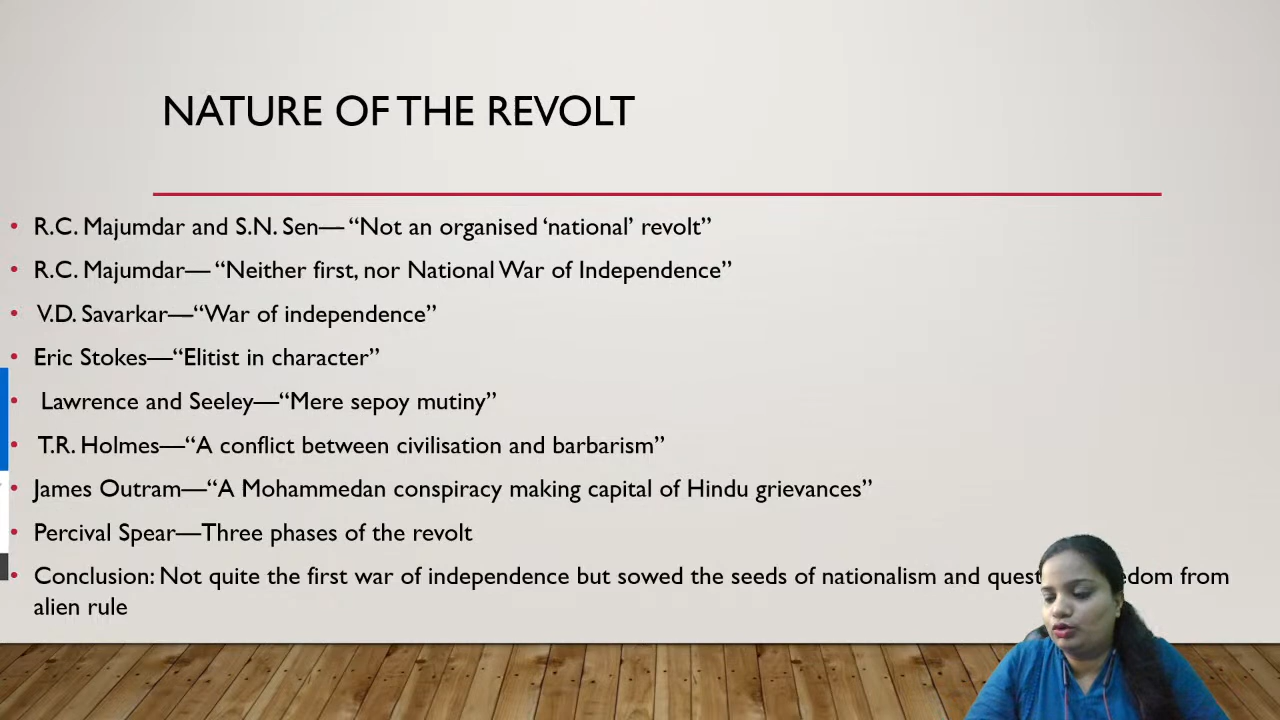 NATURE OF THE REVOLT
• R.C. Majumdar and S.N. Sen— “Not an organised ‘national’ revolt”
• R.C. Majumdar— “Neither first, nor National War of Independence”
• V.D. Savarkar—“War of independence”
• Eric Stokes—“Elitist in character”
• Lawrence and Seeley—“Mere sepoy mutiny”
• T.R. Holmes—“A conflict between civilisation and barbarism”
• James Outram—“A Mohammedan conspiracy making capital of Hindu grievances”
• Percival Spear—Three phases of the revolt
• Conclusion: Not quite the first war of independence but sowed the seeds of nationalism and from
alien rule